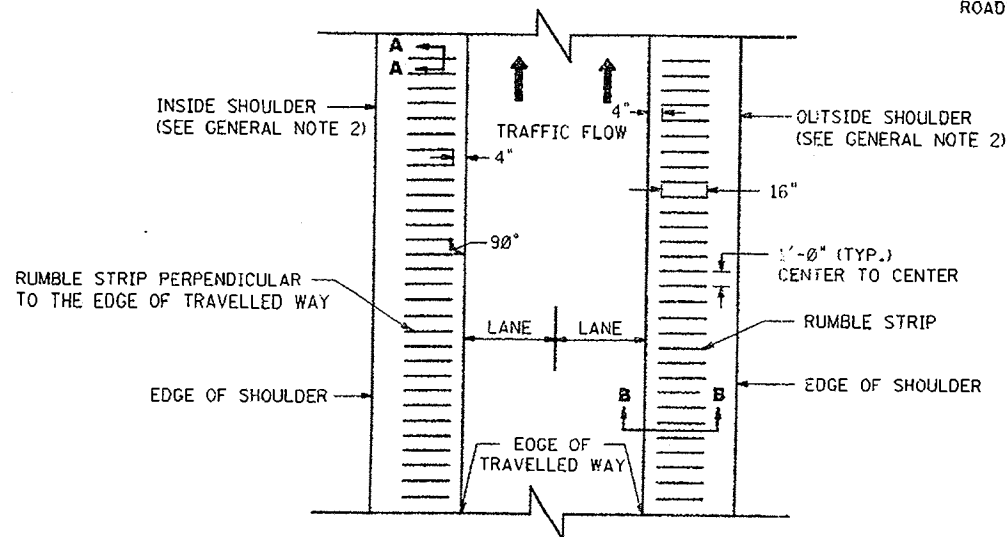 ROAD
A
A
INSIDE SHOULDER
(SEE GENERAL NOTE 2)
TRAFFIC FLOW
4"
OUTSIDE SHOULDER
(SEE GENERAL NOTE 2)
4"
16"
90°
1'-0" (TYP.)
CENTER TO CENTER
RUMBLE STRIP PERPENDICULAR
TO THE EDGE OF TRAVELLED WAY
LANE
LANE
RUMBLE STRIP
EDGE OF SHOULDER
EDGE OF SHOULDER
B
B
EDGE OF
TRAVELLED WAY